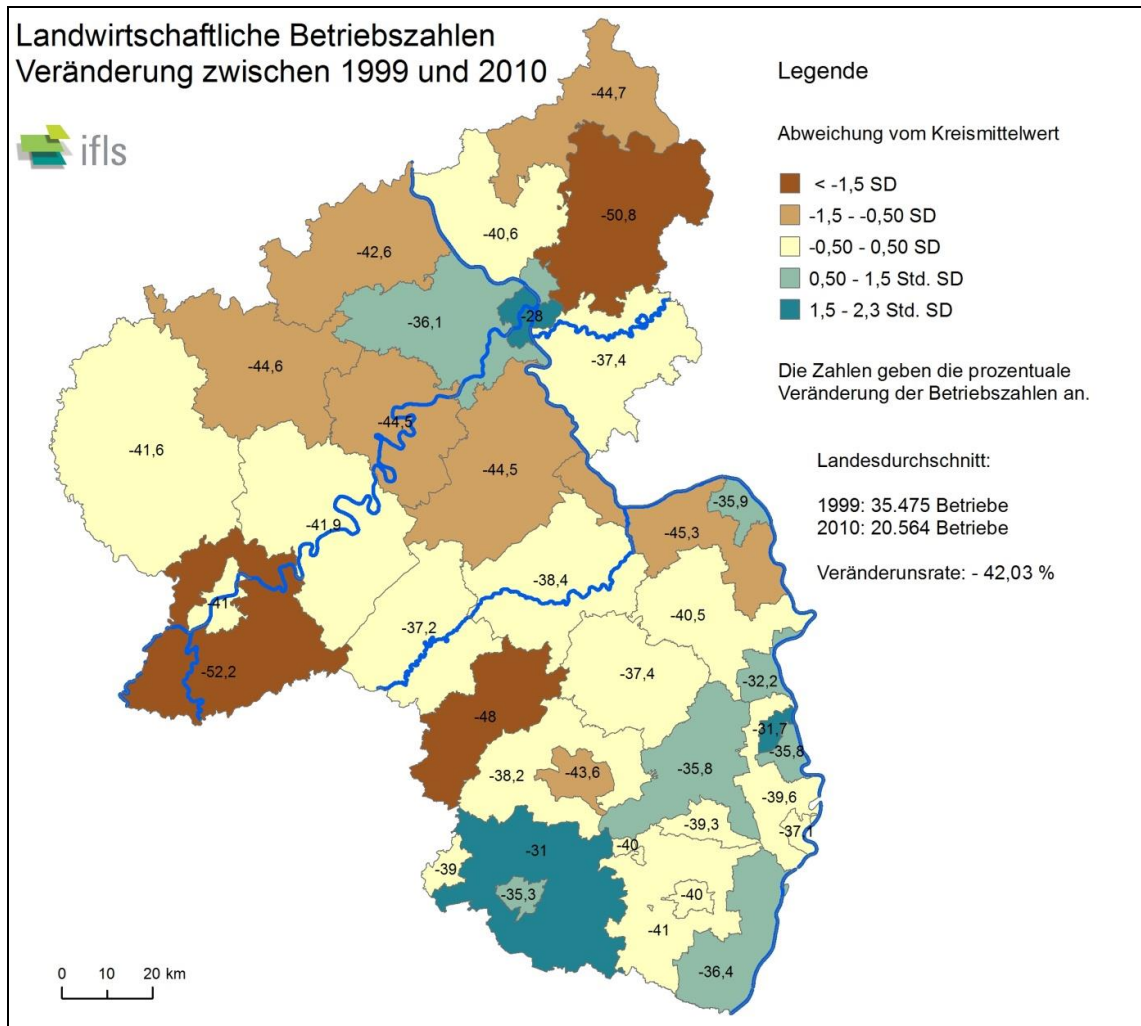 Landwirtschaftliche Betriebszahlen
Veränderung zwischen 1999 und 2010
ifls
Legende
Abweichung vom Kreismittelwert
< -1,5 SD
-1,5 - -0,50 SD
-0,50 - 0,50 SD
0,50 - 1,5 Std. SD
1,5 - 2,3 Std. SD
Die Zahlen geben die prozentuale
Veränderung der Betriebszahlen an.
Landesdurchschnitt:
1999: 35.475 Betriebe
2010: 20.564 Betriebe
Veränderunsrate: - 42,03 %
-44,7
-50,8
-40,6
-42,6
-36,1
-28
-37,4
-44,6
-44,5
-41,6
-44,5
-35,9
-45,3
-41,9
-38,4
-41
-40,5
-37,2
-37,4
-52,2
-32,2
-48
-31,7
-35,8
-38,2
-43,6
-35,8
-39,6
-39,3
-37,1
-31
-40
-39
-35,3
-40
-41
-36,4
0 10 20 km